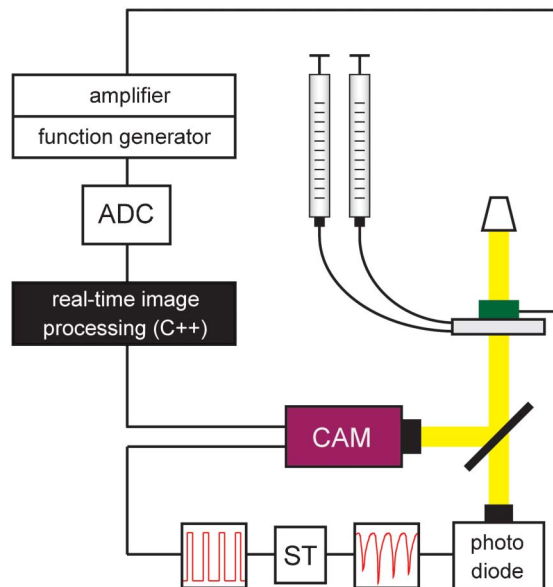 amplifier
function generator
ADC
real-time image
processing (C++)
CAM
ST
photo
diode